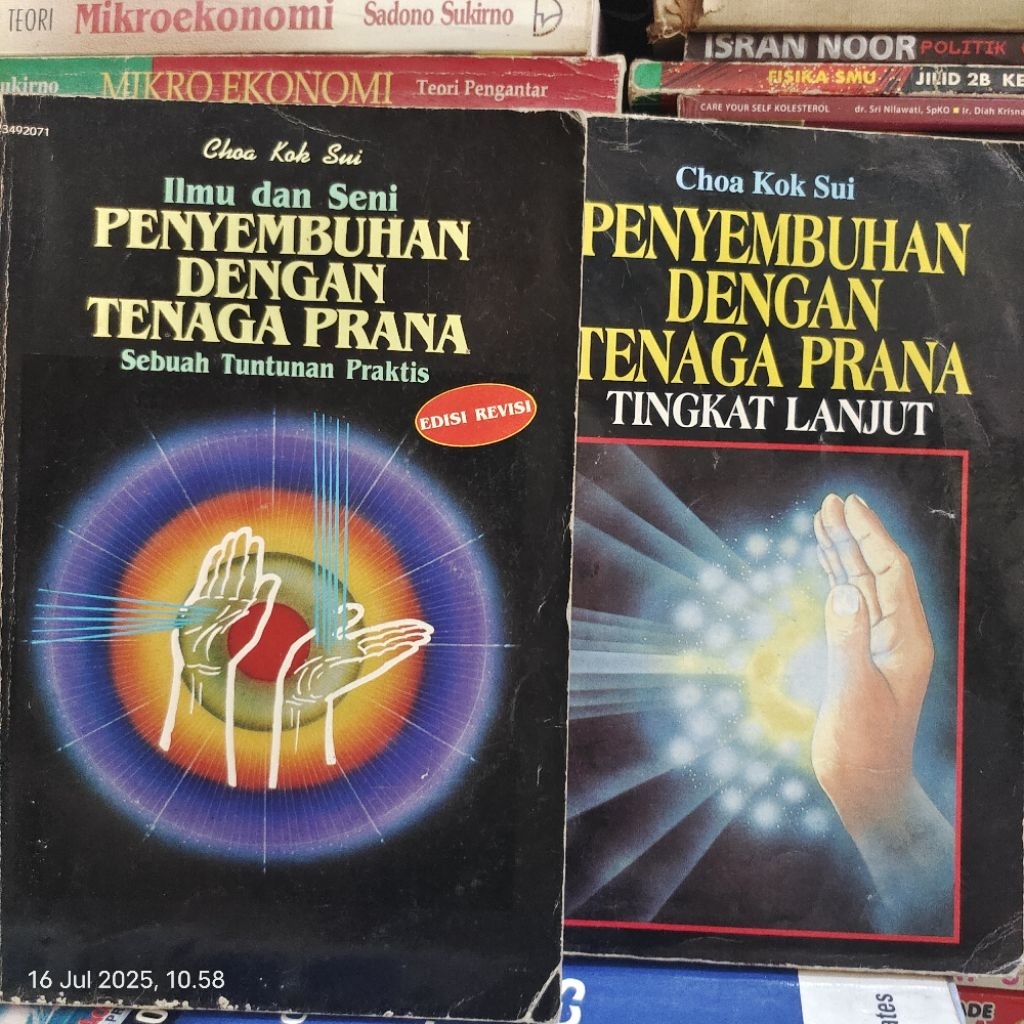 TEORI Mikroekonomi Sadono Sukirno
MIKRO EKONOMI Teori Pengantar
ISRAN NOOR POLITIK
FISIKA SMU JILID 2B KE
CARE YOUR SELF KOLESTEROL dr. Sri Nilawati, SpKO Ir. Diah Krisna
3492071
Choa Kok Sui
Ilmu dan Seni
PENYEMBUHAN
DENGAN
TENAGA PRANA
Sebuah Tuntunan Praktis
EDISI REVISI
Choa Kok Sui
PENYEMBUHAN
DENGAN
TENAGA PRANA
TINGKAT LANJUT
16 Jul 2025, 10.58